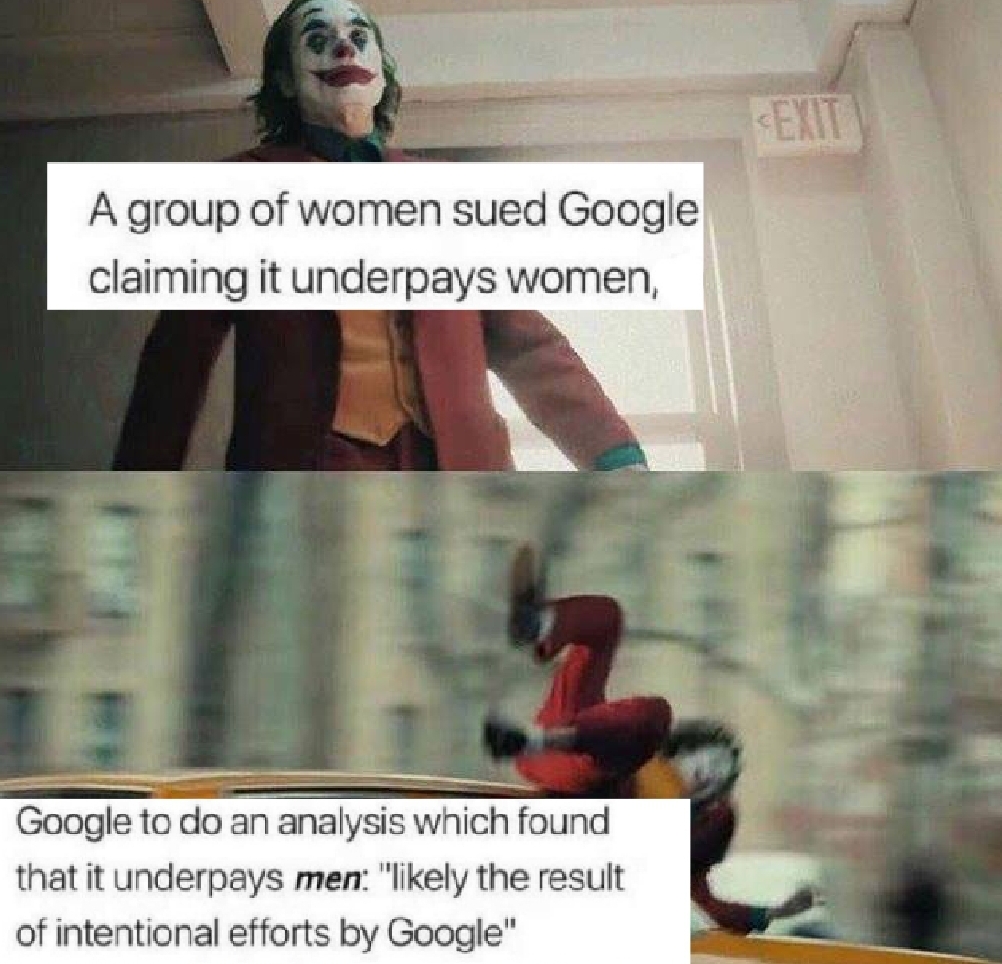 <EXIT
A group of women sued Google
claiming it underpays women,
Google to do an analysis which found
that it underpays men: "likely the result
of intentional efforts by Google"